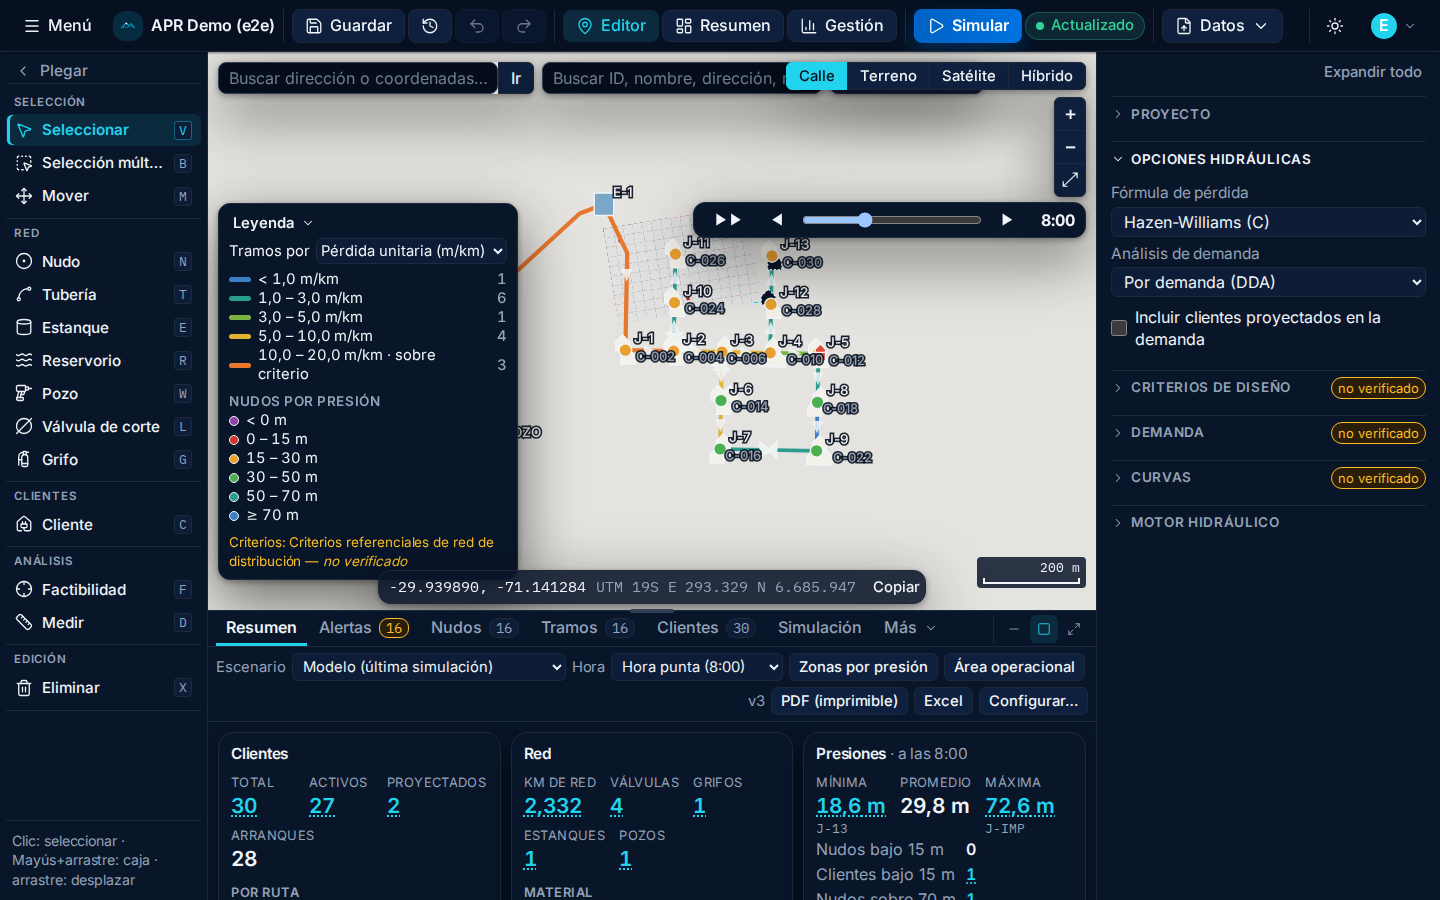 Menú
APR Demo (e2e)
Guardar
Editor
Resumen
Gestión
Simular
Actualizado
Datos
E
Plegar
SELECCIÓN
Seleccionar V
Selección múlt... B
Mover M
RED
Nudo N
Tubería T
Estanque E
Reservorio R
Pozo W
Válvula de corte L
Grifo G
CLIENTES
Cliente C
ANÁLISIS
Factibilidad F
Medir D
EDICIÓN
Eliminar X
Clic: seleccionar ·
Mayús+arrastre: caja ·
arrastre: desplazar
Buscar dirección o coordenadas...
Ir
Buscar ID, nombre, dirección,
Calle
Terreno
Satélite
Híbrido
+
−
8:00
Leyenda
Tramos por
Pérdida unitaria (m/km)
< 1,0 m/km 1
1,0 – 3,0 m/km 6
3,0 – 5,0 m/km 1
5,0 – 10,0 m/km 4
10,0 – 20,0 m/km · sobre
criterio 3
NUDOS POR PRESIÓN
< 0 m
0 – 15 m
15 – 30 m
30 – 50 m
50 – 70 m
≥ 70 m
Criterios: Criterios referenciales de red de
distribución — no verificado
E-1
J-11
C-026
J-13
C-030
J-10
C-024
J-12
C-028
J-1
C-002
J-2
C-004
J-3
C-006
J-4
C-010
J-5
C-012
J-6
C-014
J-8
C-018
J-7
C-016
J-9
C-022
OZO
-29.939890, -71.141284 UTM 19S E 293.329 N 6.685.947
Copiar
200 m
Expandir todo
PROYECTO
OPCIONES HIDRÁULICAS
Fórmula de pérdida
Hazen-Williams (C)
Análisis de demanda
Por demanda (DDA)
Incluir clientes proyectados en la
demanda
CRITERIOS DE DISEÑO no verificado
DEMANDA no verificado
CURVAS no verificado
MOTOR HIDRÁULICO
Resumen
Alertas 16
Nudos 16
Tramos 16
Clientes 30
Simulación
Más
Escenario
Modelo (última simulación)
Hora
Hora punta (8:00)
Zonas por presión
Área operacional
v3
PDF (imprimible)
Excel
Configurar...
Clientes
TOTAL ACTIVOS PROYECTADOS
30 27 2
ARRANQUES
28
POR RUTA
Red
KM DE RED VÁLVULAS GRIFOS
2,332 4 1
ESTANQUES POZOS
1 1
MATERIAL
Presiones · a las 8:00
MÍNIMA PROMEDIO MÁXIMA
18,6 m 29,8 m 72,6 m
J-13 J-IMP
Nudos bajo 15 m 0
Clientes bajo 15 m 1
Nudos sobre 70 m 1